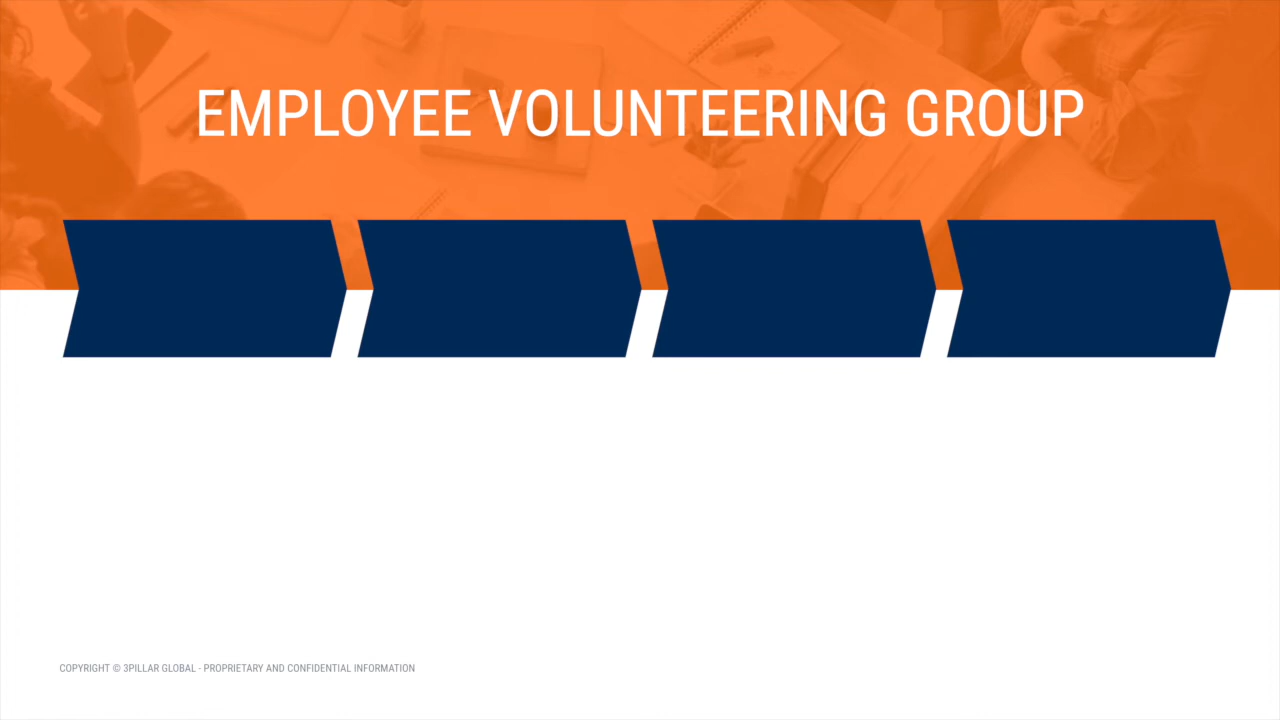 EMPLOYEE VOLUNTEERING GROUP
COPYRIGHT © 3PILLAR GLOBAL - PROPRIETARY AND CONFIDENTIAL INFORMATION